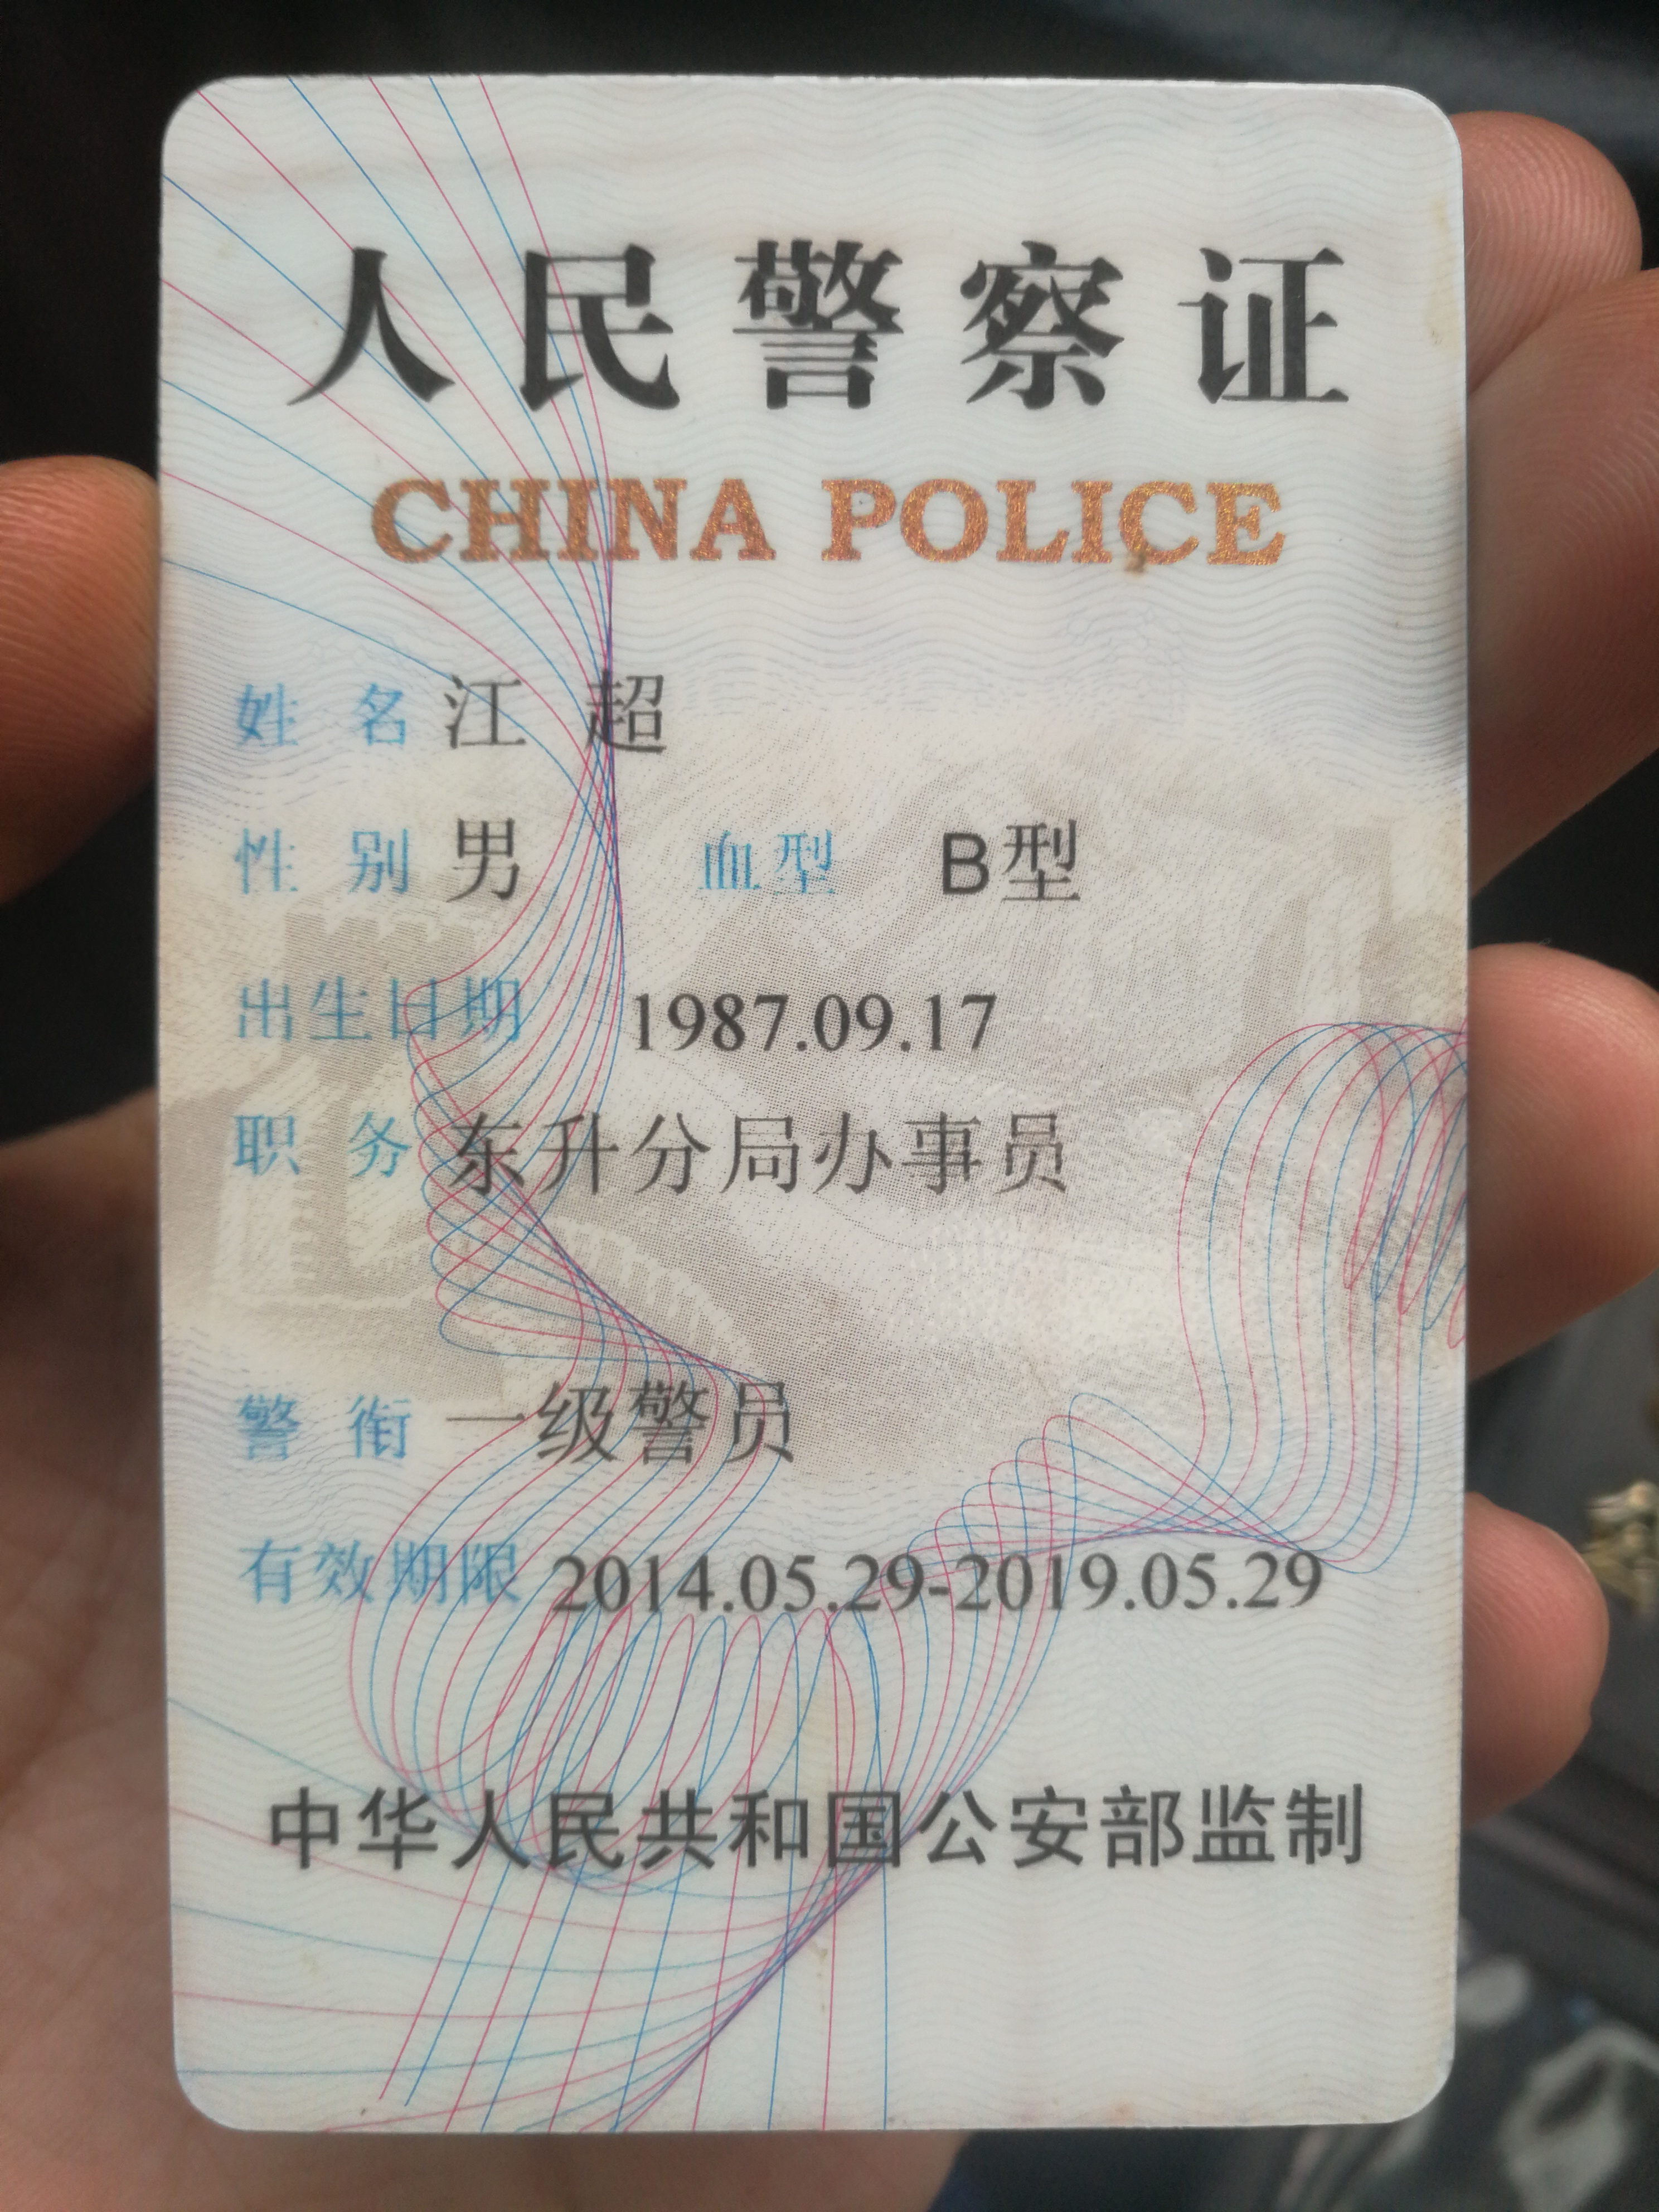 人民警察证
CHINA POLICE
姓 名 江 超
性 别 男 血型 B型
出生日期 1987.09.17
职 务 东升分局办事员
警 衔 一级警员
有效期限 2014.05.29-2019.05.29
中华人民共和国公安部监制